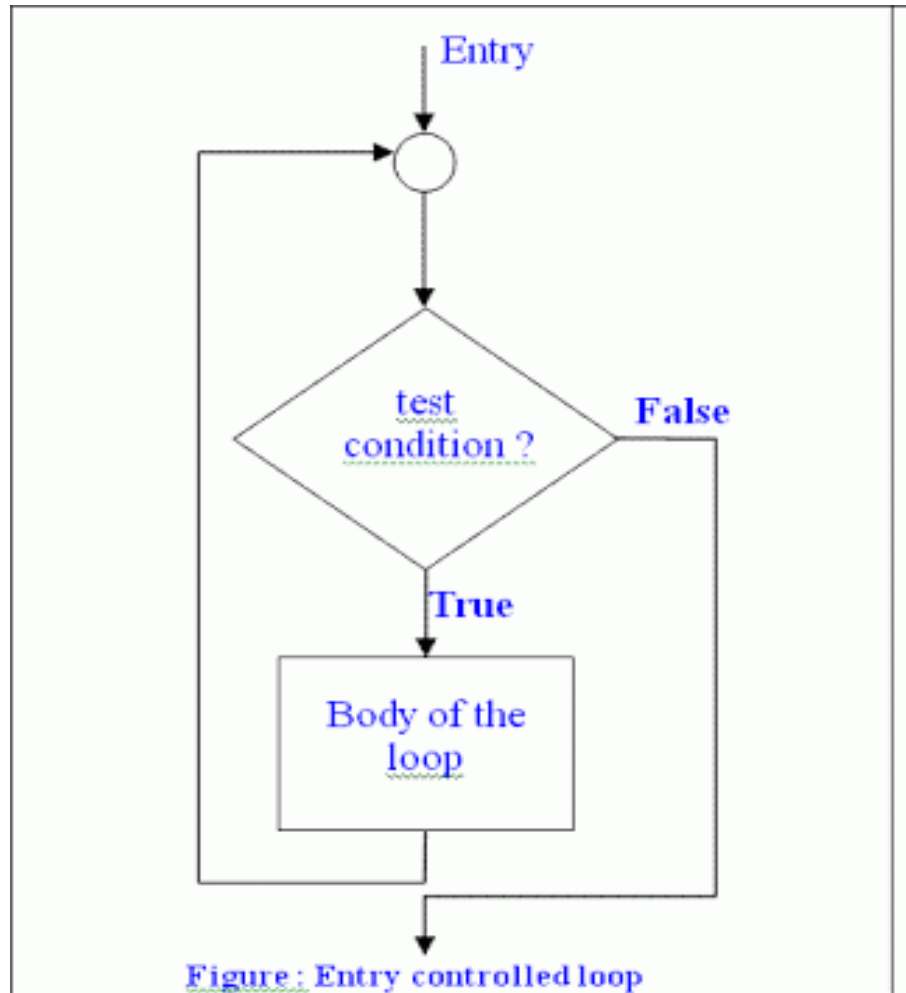 Entry
test
condition ?
False
True
Body of the
loop
Figure : Entry controlled loop